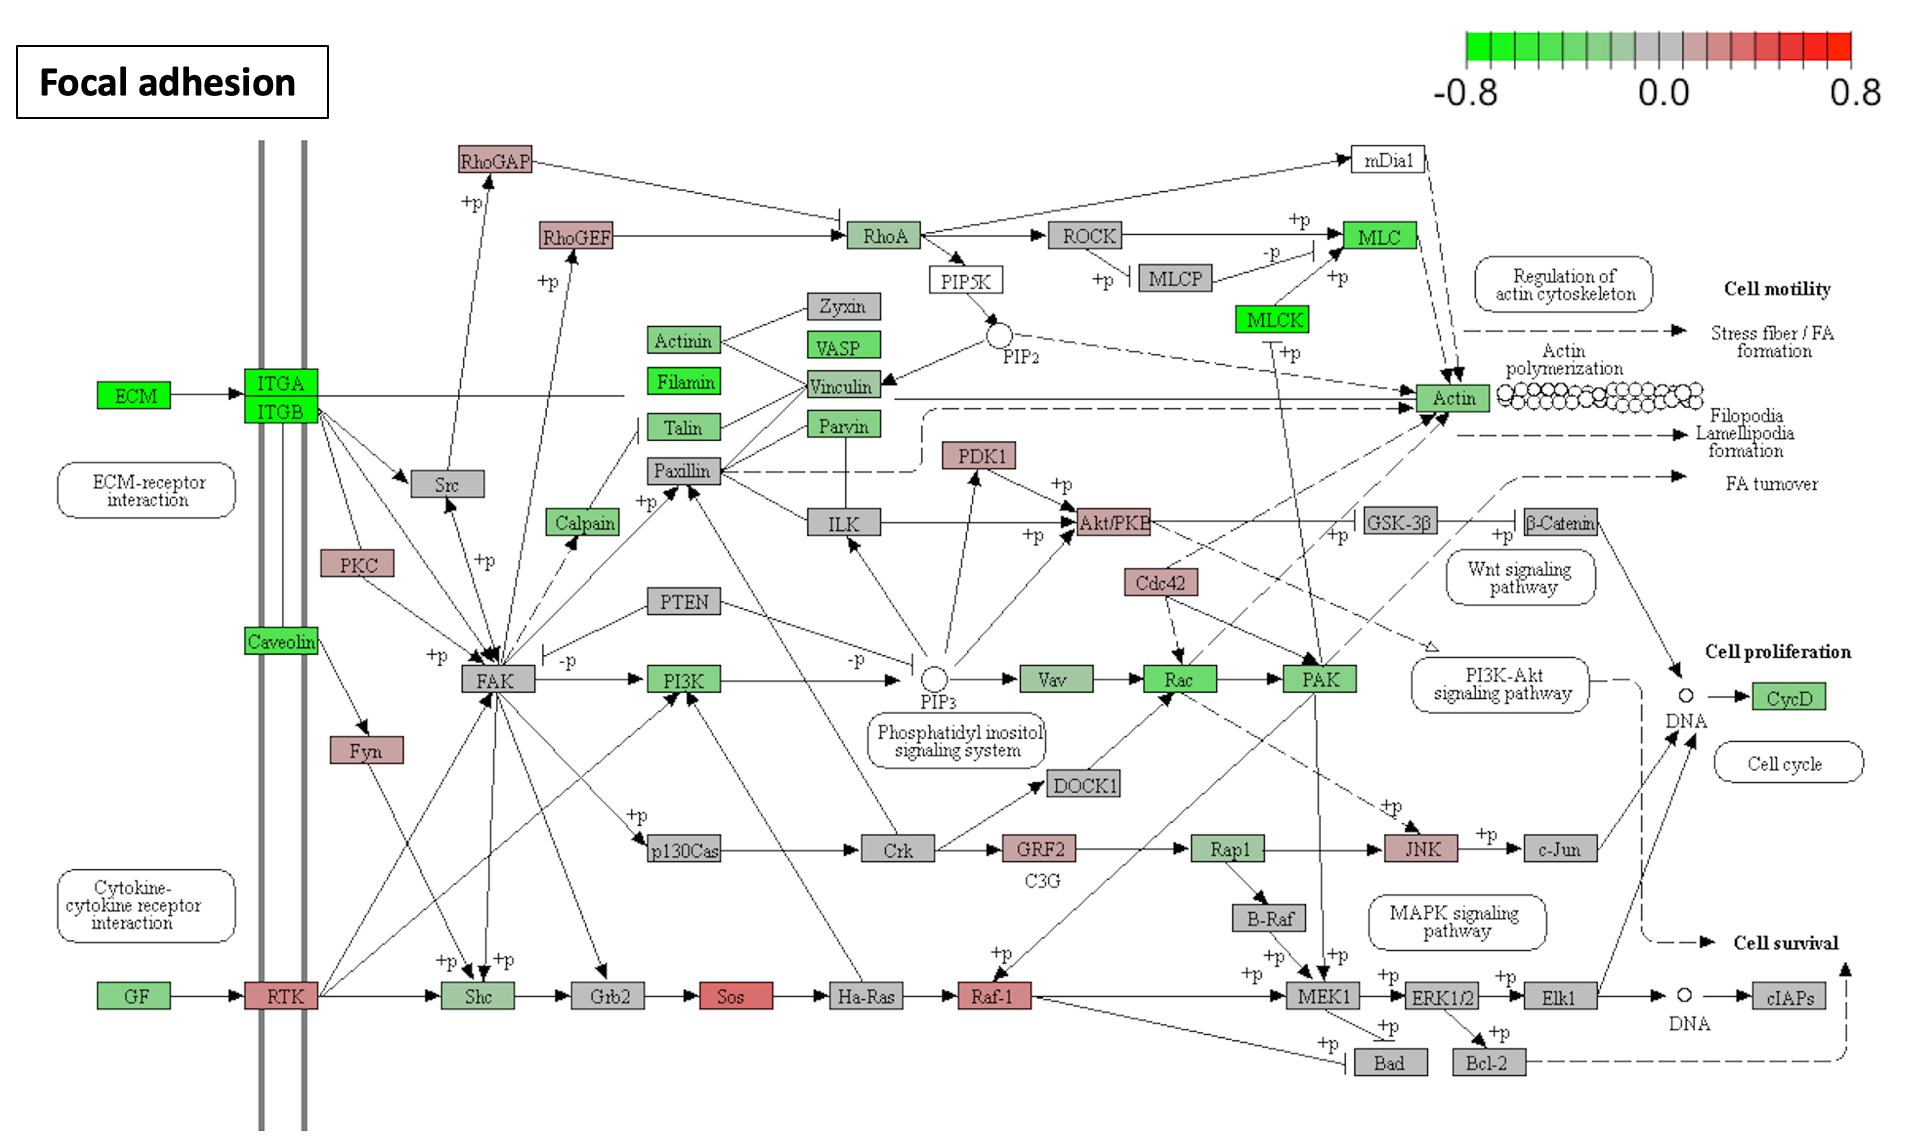 Focal adhesion
-0.8 0.0 0.8
RhoGAP
mDia1
+p
RhoGEF
RhoA
ROCK
+p
MLC
-p
+p
+p
MLCP
+p
PIP5K
Regulation of
actin cytoskeleton
Cell motility
Zyxin
MLCK
Actinin
VASP
PIP2
+p
Stress fiber / FA
formation
Actin
polymerization
ECM
ITGA
ITGB
Filamin
Vinculin
Actin
Talin
Parvin
Filopodia
Lamellipodia
formation
PDK1
ECM-receptor
interaction
Src
Paxillin
+p
+p
FA turnover
Calpain
ILK
+p
Akt/PKB
GSK-3β
+p
+p
β-Catenin
PKC
+p
Cdc42
Wnt signaling
pathway
PTEN
Caveolin
+p
-p
-p
Cell proliferation
FAK
PI3K
PIP3
Vav
Rac
PAK
PI3K-Akt
signaling pathway
CycD
DNA
Phosphatidyl inositol
signaling system
Fyn
Cell cycle
DOCK1
+p
+p
+p
p130Cas
Crk
GRF2
Rap1
JNK
c-Jun
C3G
Cytokine-
cytokine receptor
interaction
B-Raf
MAPK signaling
pathway
Cell survival
+p
+p
+p
+p
+p
+p
+p
+p
GF
RTK
Shc
Grb2
Sos
Ha-Ras
Raf-1
MEK1
ERK1/2
Elk1
cIAPs
DNA
+p
+p
+p
Bad
Bcl-2